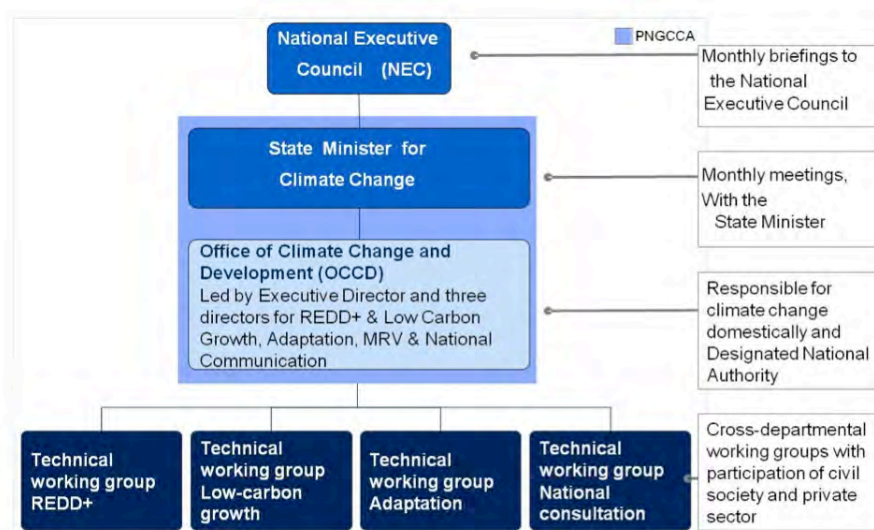 National Executive
Council (NEC)
PNGCCA
Monthly briefings to
the National
Executive Council
State Minister for
Climate Change
Monthly meetings,
With the
State Minister
Office of Climate Change and
Development (OCCD)
Led by Executive Director and three
directors for REDD+ & Low Carbon
Growth, Adaptation, MRV & National
Communication
Responsible for
climate change
domestically and
Designated National
Authority
Technical
working group
REDD+
Technical
working group
Low-carbon
growth
Technical
working group
Adaptation
Technical
working group
National
consultation
Cross-departmental
working groups with
participation of civil
society and private
sector